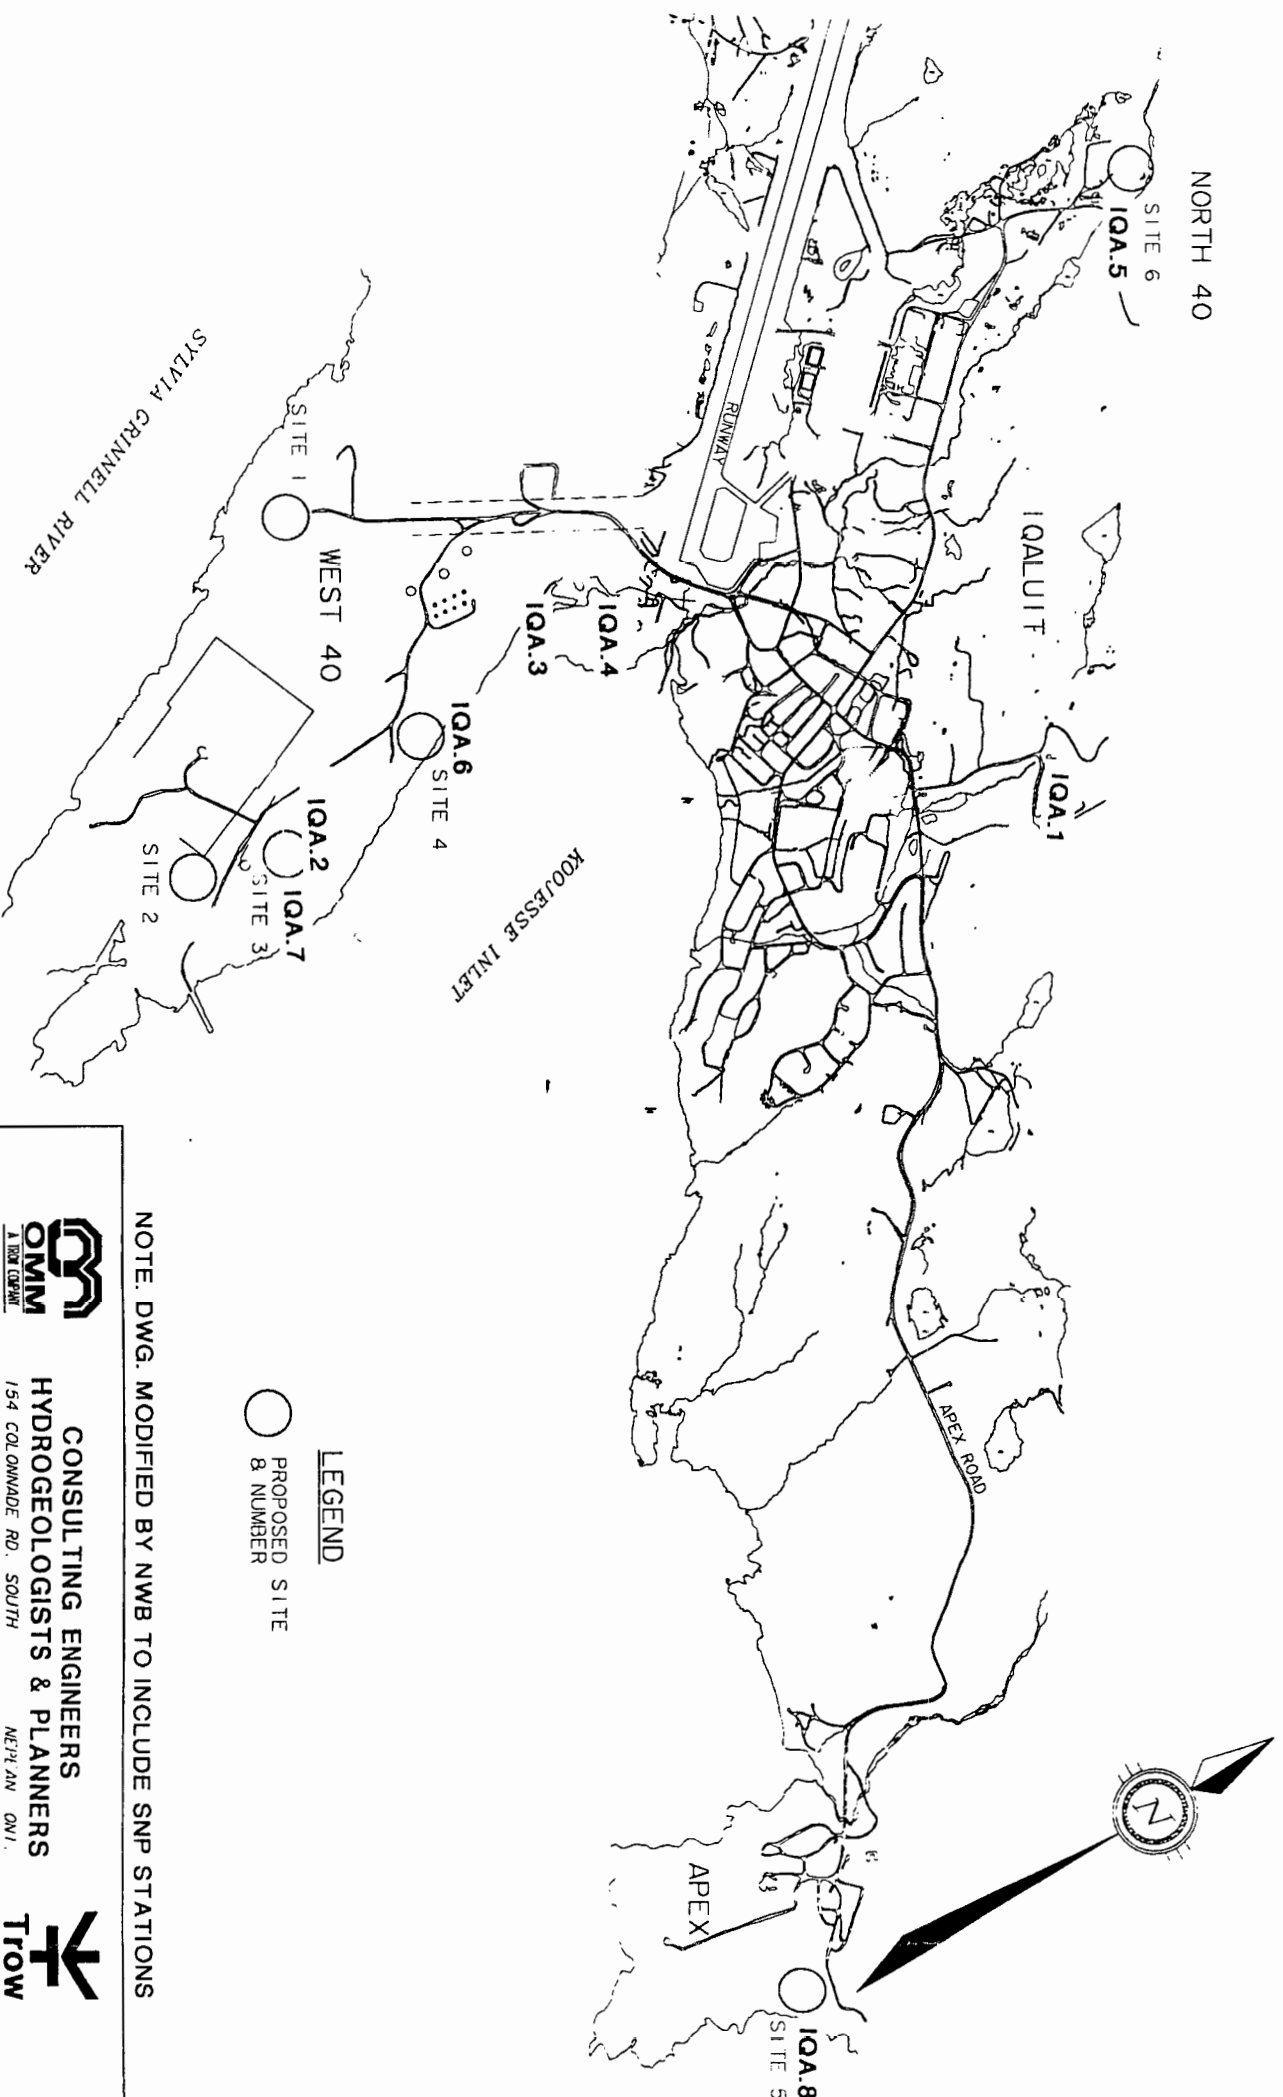 NORTH 40
SITE 6
IQA.5
IQALUIT
IQA.1
RUNWAY
SYLVIA GRINNELL RIVER
SITE 1
WEST 40
IQA.3
IQA.4
IQA.6
SITE 4
IQA.2
IQA.7
SITE 3
SITE 2
KOOJESSE INLET
APEX ROAD
N
APEX
IQA.8
SITE 5
LEGEND
PROPOSED SITE
& NUMBER
NOTE. DWG. MODIFIED BY NWB TO INCLUDE SNP STATIONS
OMM
A TROW COMPANY
CONSULTING ENGINEERS
HYDROGEOLOGISTS & PLANNERS
154 COLONNADE RD. SOUTH NEPEAN ONT.
Trow